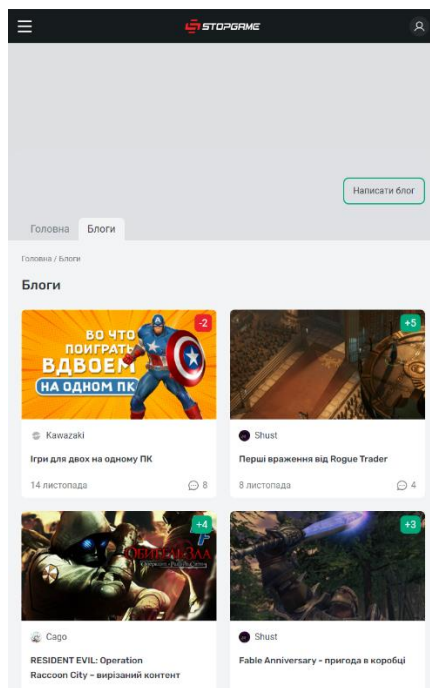 STOPGAME
Написати блог
Головна Блоги
Головна / Блоги
Блоги
-2
ВО ЧТО
ПОИГРАТЬ
ВДВОЕМ
НА ОДНОМ ПК
Kawazaki
Ігри для двох на одному ПК
14 листопада 8
+5
Shust
Перші враження від Rogue Trader
8 листопада 4
+4
ОБИТЕЛЬ ЗЛА
Cago
RESIDENT EVIL: Operation
Raccoon City – вирізаний контент
+3
Shust
Fable Anniversary - пригода в коробці